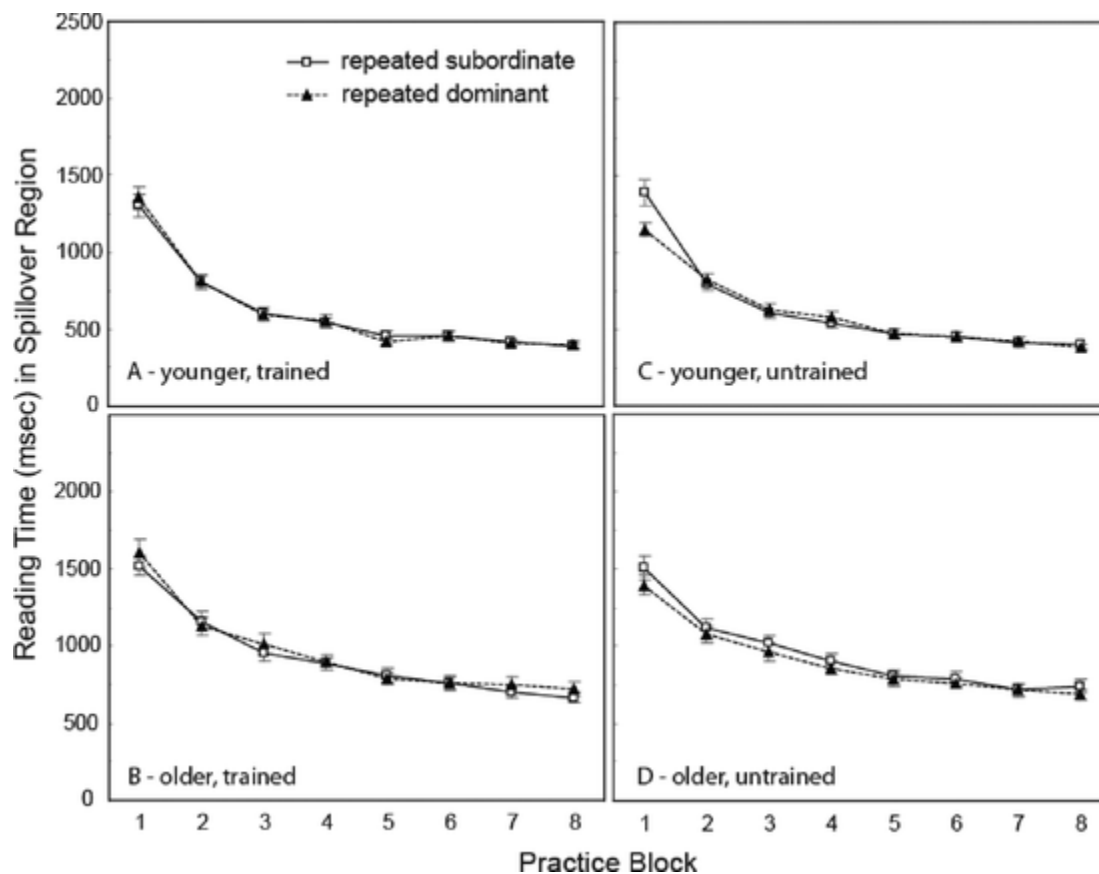 Reading Time (msec) in Spillover Region
2500
2000
1500
1000
500
0
repeated subordinate
repeated dominant
A - younger, trained
C - younger, untrained
2000
1500
1000
500
0
B - older, trained
D - older, untrained
1 2 3 4 5 6 7 8
1 2 3 4 5 6 7 8
Practice Block